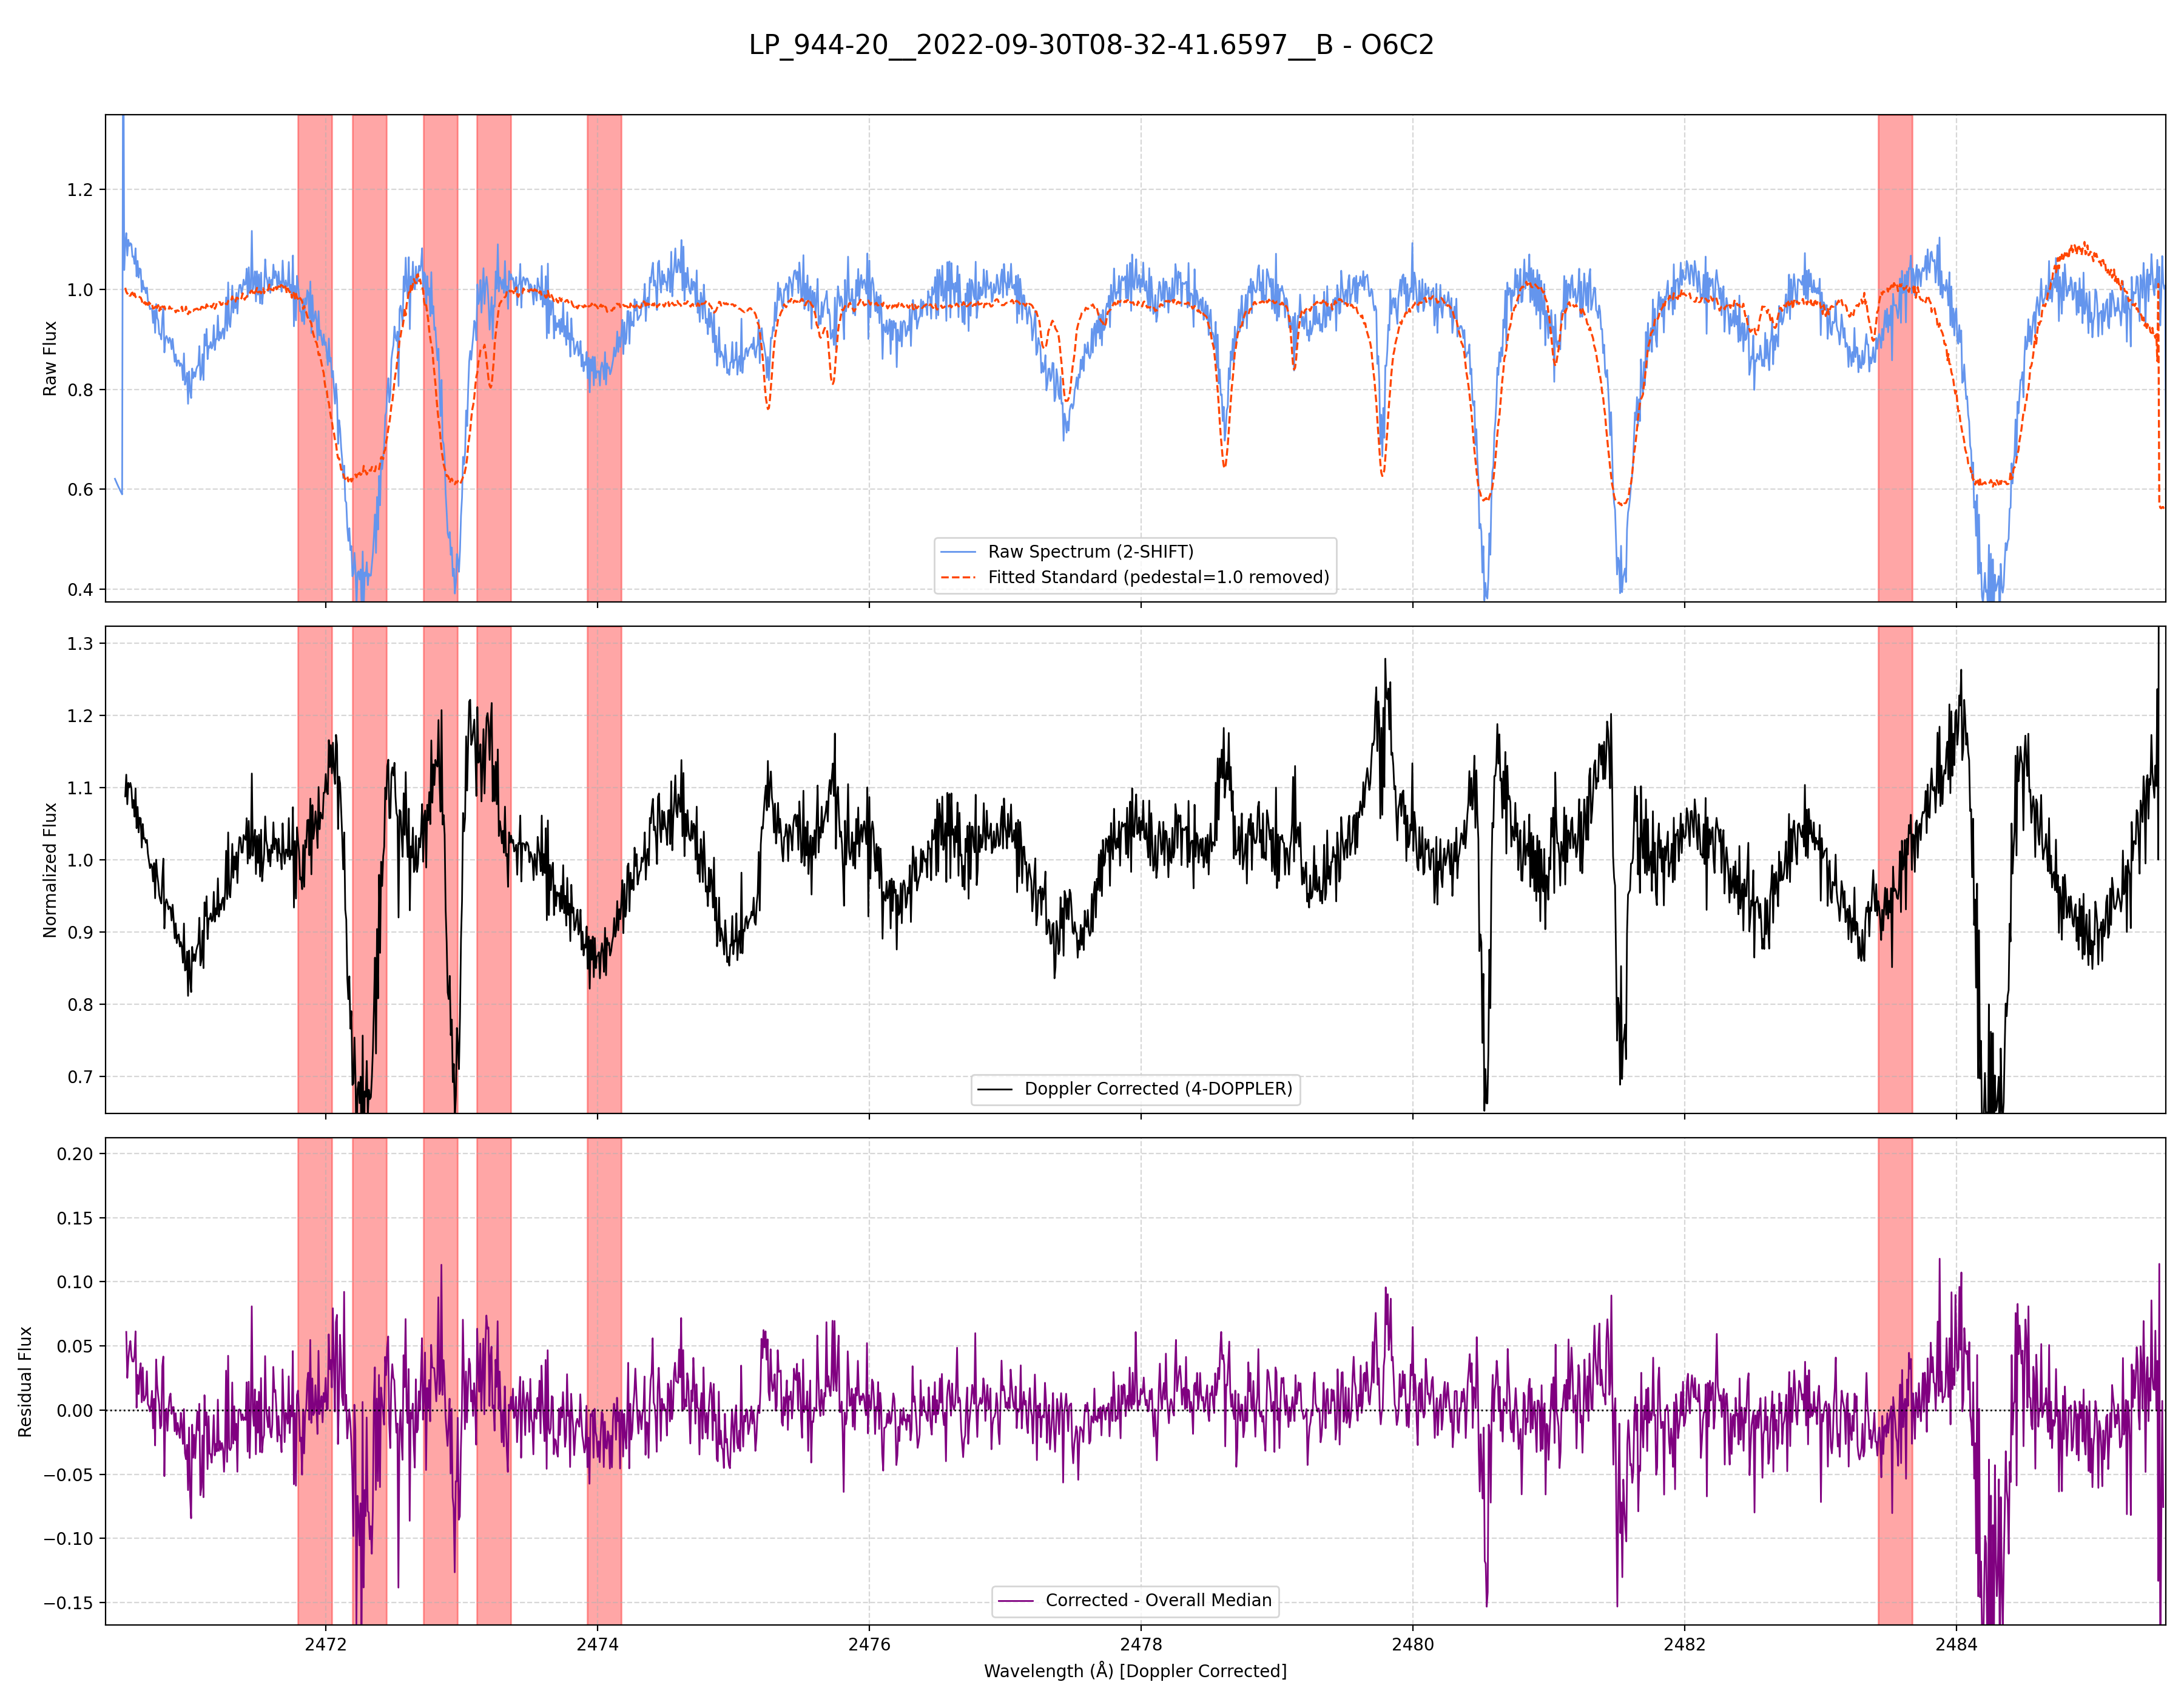 LP_944-20__2022-09-30T08-32-41.6597__B - O6C2
1.2
1.0
0.8
0.6
0.4
Raw Flux
Raw Spectrum (2-SHIFT)
Fitted Standard (pedestal=1.0 removed)
1.3
1.2
1.1
1.0
0.9
0.8
0.7
Normalized Flux
Doppler Corrected (4-DOPPLER)
0.20
0.15
0.10
0.05
0.00
−0.05
−0.10
−0.15
Residual Flux
Corrected - Overall Median
2472 2474 2476 2478 2480 2482 2484
Wavelength (Å) [Doppler Corrected]